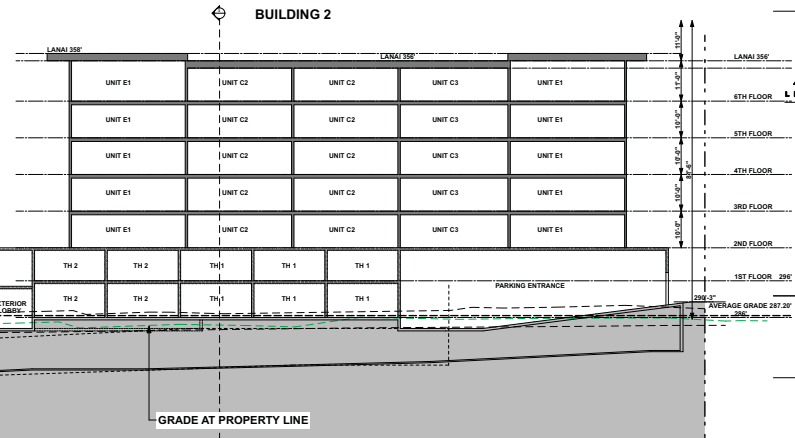 BUILDING 2
LANAI 358'
LANAI 356'
LANAI 356'
11'-0"
UNIT E1 UNIT C2 UNIT C2 UNIT C3 UNIT E1
11'-0"
6TH FLOOR
UNIT E1 UNIT C2 UNIT C2 UNIT C3 UNIT E1
10'-0"
5TH FLOOR
UNIT E1 UNIT C2 UNIT C2 UNIT C3 UNIT E1
10'-0"
4TH FLOOR
87'-6"
UNIT E1 UNIT C2 UNIT C2 UNIT C3 UNIT E1
10'-0"
3RD FLOOR
UNIT E1 UNIT C2 UNIT C2 UNIT C3 UNIT E1
10'-0"
2ND FLOOR
TH 2 TH 2 TH 1 TH 1 TH 1
1ST FLOOR 296'
PARKING ENTRANCE
TH 2 TH 2 TH 1 TH 1 TH 1
TERIOR
LOBBY
290'-3"
AVERAGE GRADE 287.20'
286'
GRADE AT PROPERTY LINE